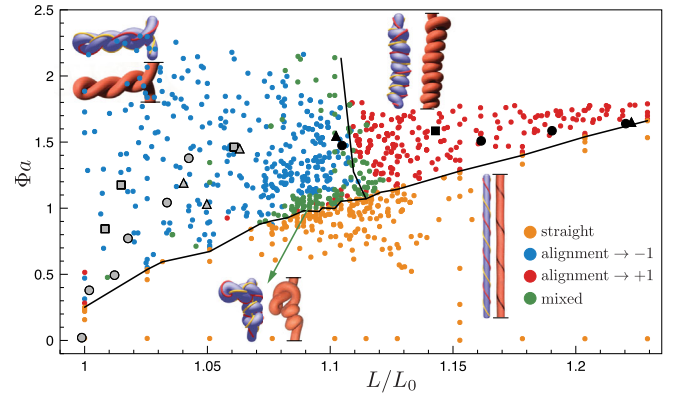 2.5
2
1.5
1
0.5
0
Φa
straight
alignment → −1
alignment → +1
mixed
1 1.05 1.1 1.15 1.2
L/L₀